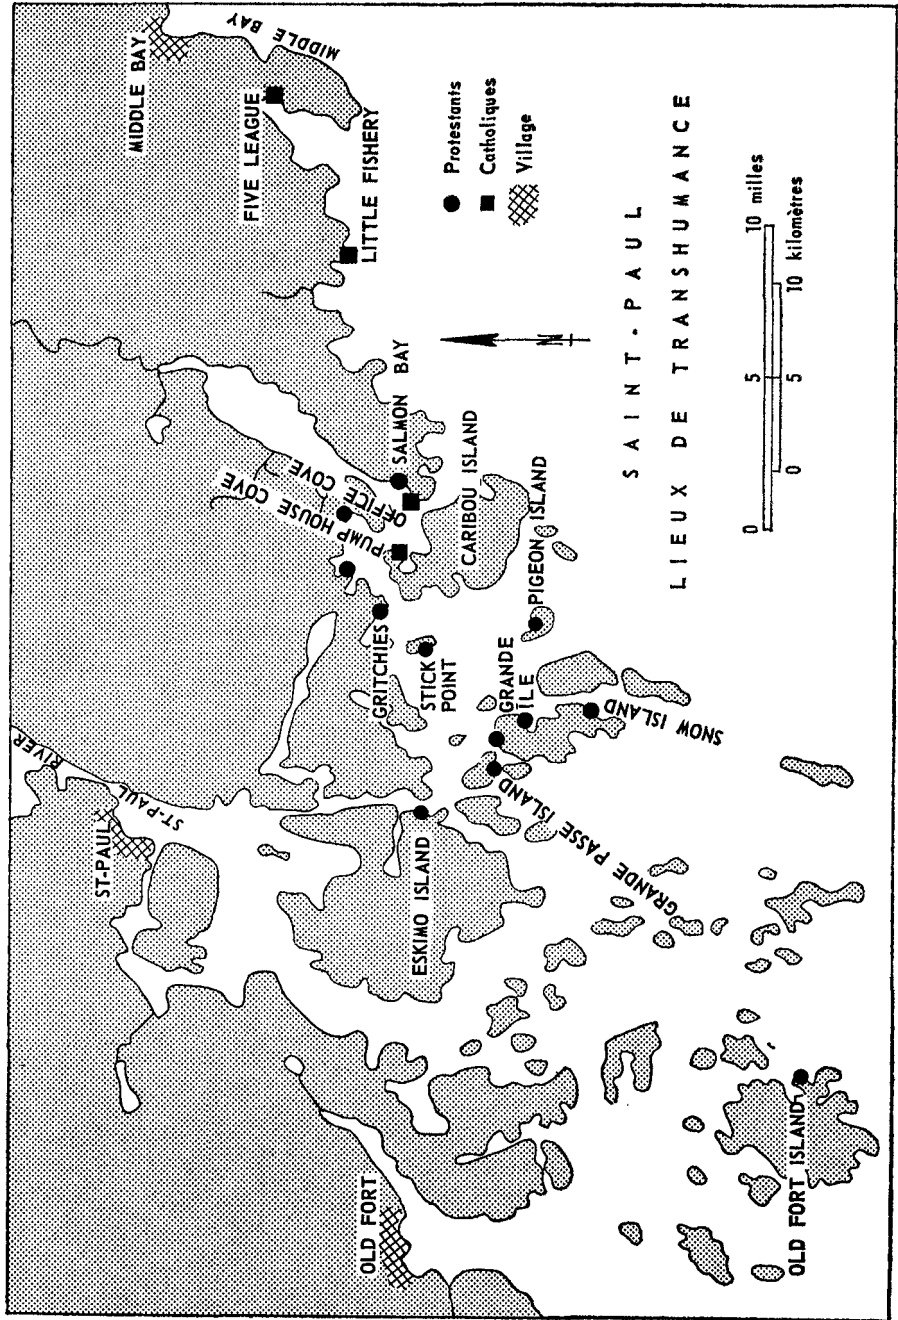 MIDDLE BAY
MIDDLE BAY
FIVE LEAGUE
LITTLE FISHERY
Protestants
Catholiques
Village
SALMON BAY
OFFICE COVE
PUMP HOUSE COVE
CARIBOU ISLAND
PIGEON ISLAND
GRITCHIES
STICK
POINT
GRANDE
ÎLE
SNOW ISLAND
GRANDE PASSE ISLAND
ST-PAUL RIVER
ST-PAUL
ESKIMO ISLAND
OLD FORT
OLD FORT ISLAND
N
SAINT-PAUL
LIEUX DE TRANSHUMANCE
0 5 10 milles
0 5 10 kilomètres